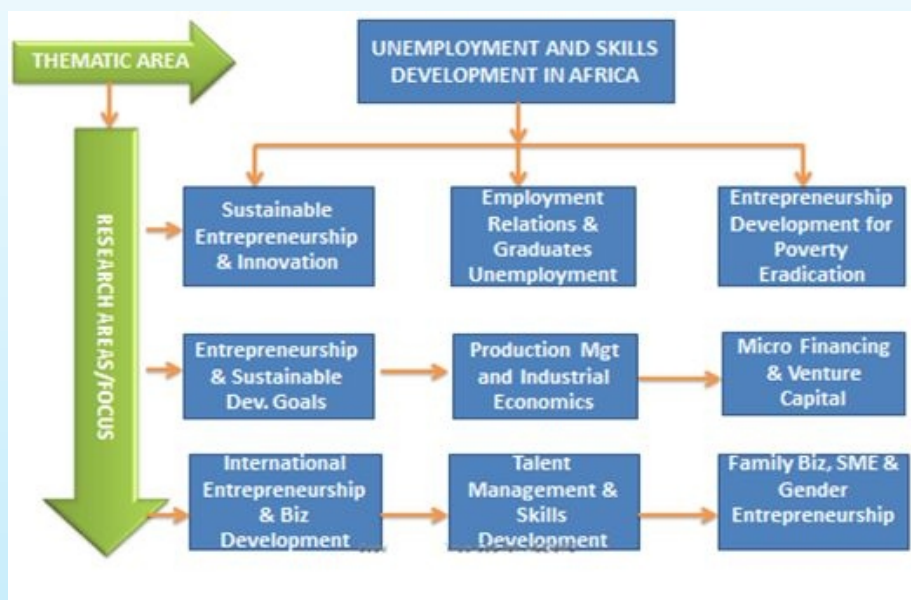 THEMATIC AREA
UNEMPLOYMENT AND SKILLS
DEVELOPMENT IN AFRICA
RESEARCH AREAS/FOCUS
Sustainable
Entrepreneurship
& Innovation
Employment
Relations &
Graduates
Unemployment
Entrepreneurship
Development for
Poverty
Eradication
Entrepreneurship
& Sustainable
Dev. Goals
Production Mgt
and Industrial
Economics
Micro Financing
& Venture
Capital
International
Entrepreneurship
& Biz
Development
Talent
Management &
Skills
Development
Family Biz, SME &
Gender
Entrepreneurship